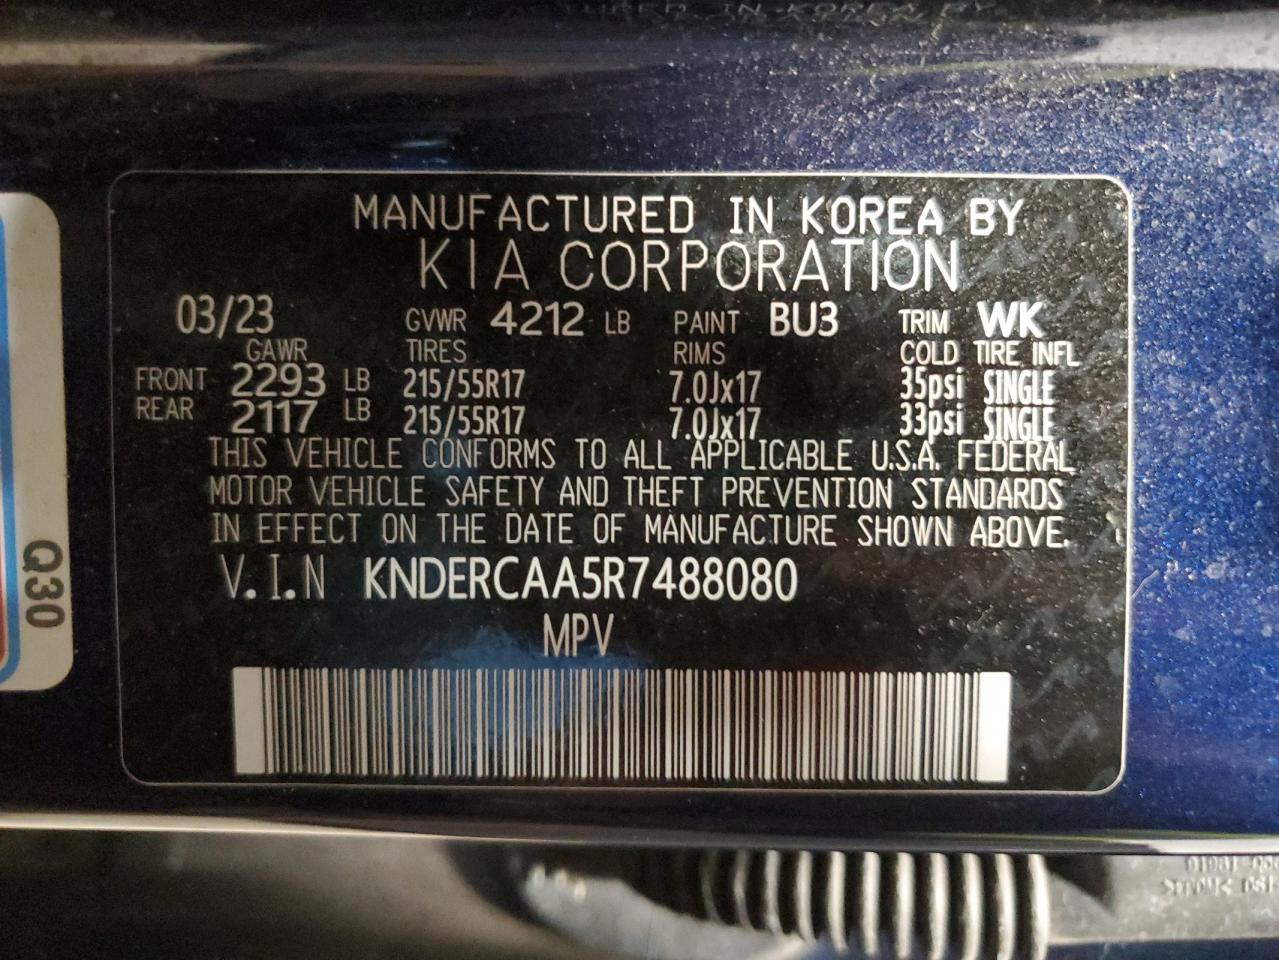 MANUFACTURED IN KOREA BY
KIA CORPORATION
03/23 GVWR 4212 LB PAINT BU3 TRIM WK
GAWR TIRES RIMS COLD TIRE INFL
FRONT 2293 LB 215/55R17 7.0Jx17 35psi SINGLE
REAR 2117 LB 215/55R17 7.0Jx17 33psi SINGLE
THIS VEHICLE CONFORMS TO ALL APPLICABLE U.S.A. FEDERAL
MOTOR VEHICLE SAFETY AND THEFT PREVENTION STANDARDS
IN EFFECT ON THE DATE OF MANUFACTURE SHOWN ABOVE.
V.I.N KNDERCAA5R7488080
MPV
Q30